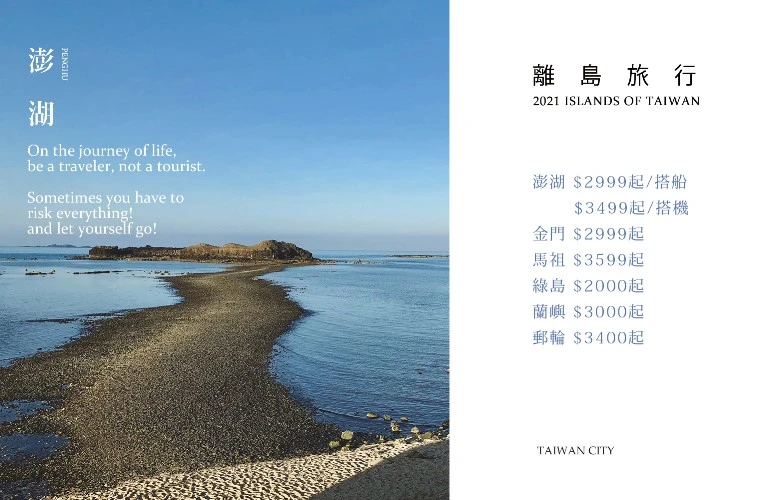 澎湖
PENGHU
On the journey of life,
be a traveler, not a tourist.
Sometimes you have to
risk everything!
and let yourself go!
離島旅行
2021 ISLANDS OF TAIWAN
澎湖 $2999起/搭船
$3499起/搭機
金門 $2999起
馬祖 $3599起
綠島 $2000起
蘭嶼 $3000起
郵輪 $3400起
TAIWAN CITY